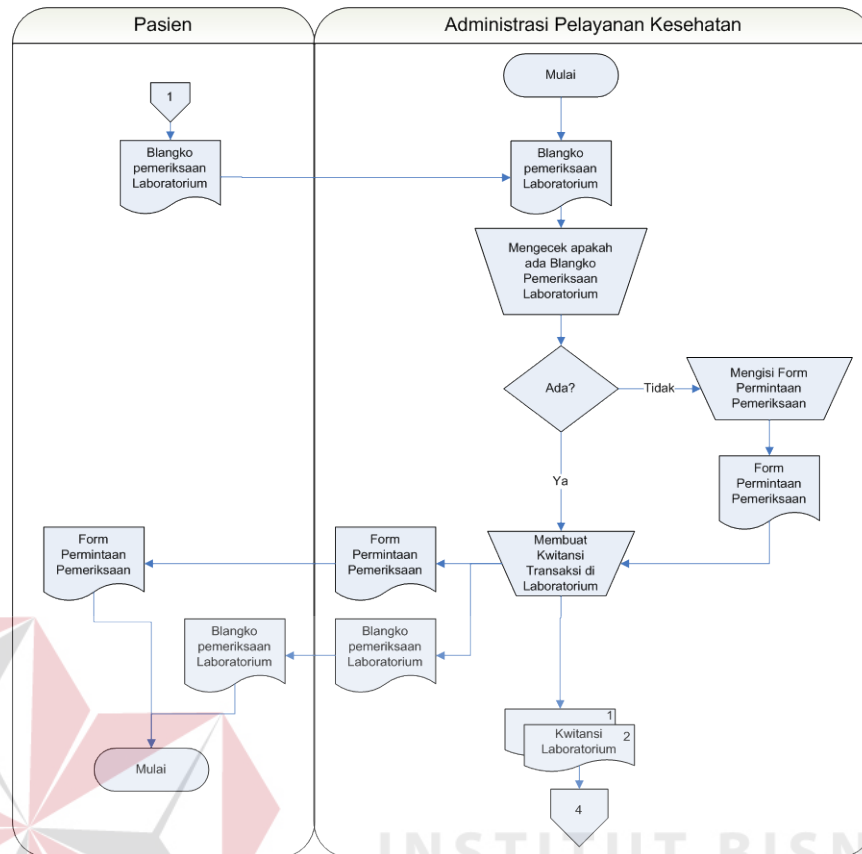 Pasien
Administrasi Pelayanan Kesehatan
1
Mulai
Blangko
pemeriksaan
Laboratorium
Blangko
pemeriksaan
Laboratorium
Mengecek apakah
ada Blangko
Pemeriksaan
Laboratorium
Ada?
Tidak
Mengisi Form
Permintaan
Pemeriksaan
Form
Permintaan
Pemeriksaan
Ya
Form
Permintaan
Pemeriksaan
Form
Permintaan
Pemeriksaan
Membuat
Kwitansi
Transaksi di
Laboratorium
Blangko
pemeriksaan
Laboratorium
Blangko
pemeriksaan
Laboratorium
1
Kwitansi
Laboratorium
2
Mulai
4
INSTITUT BISN